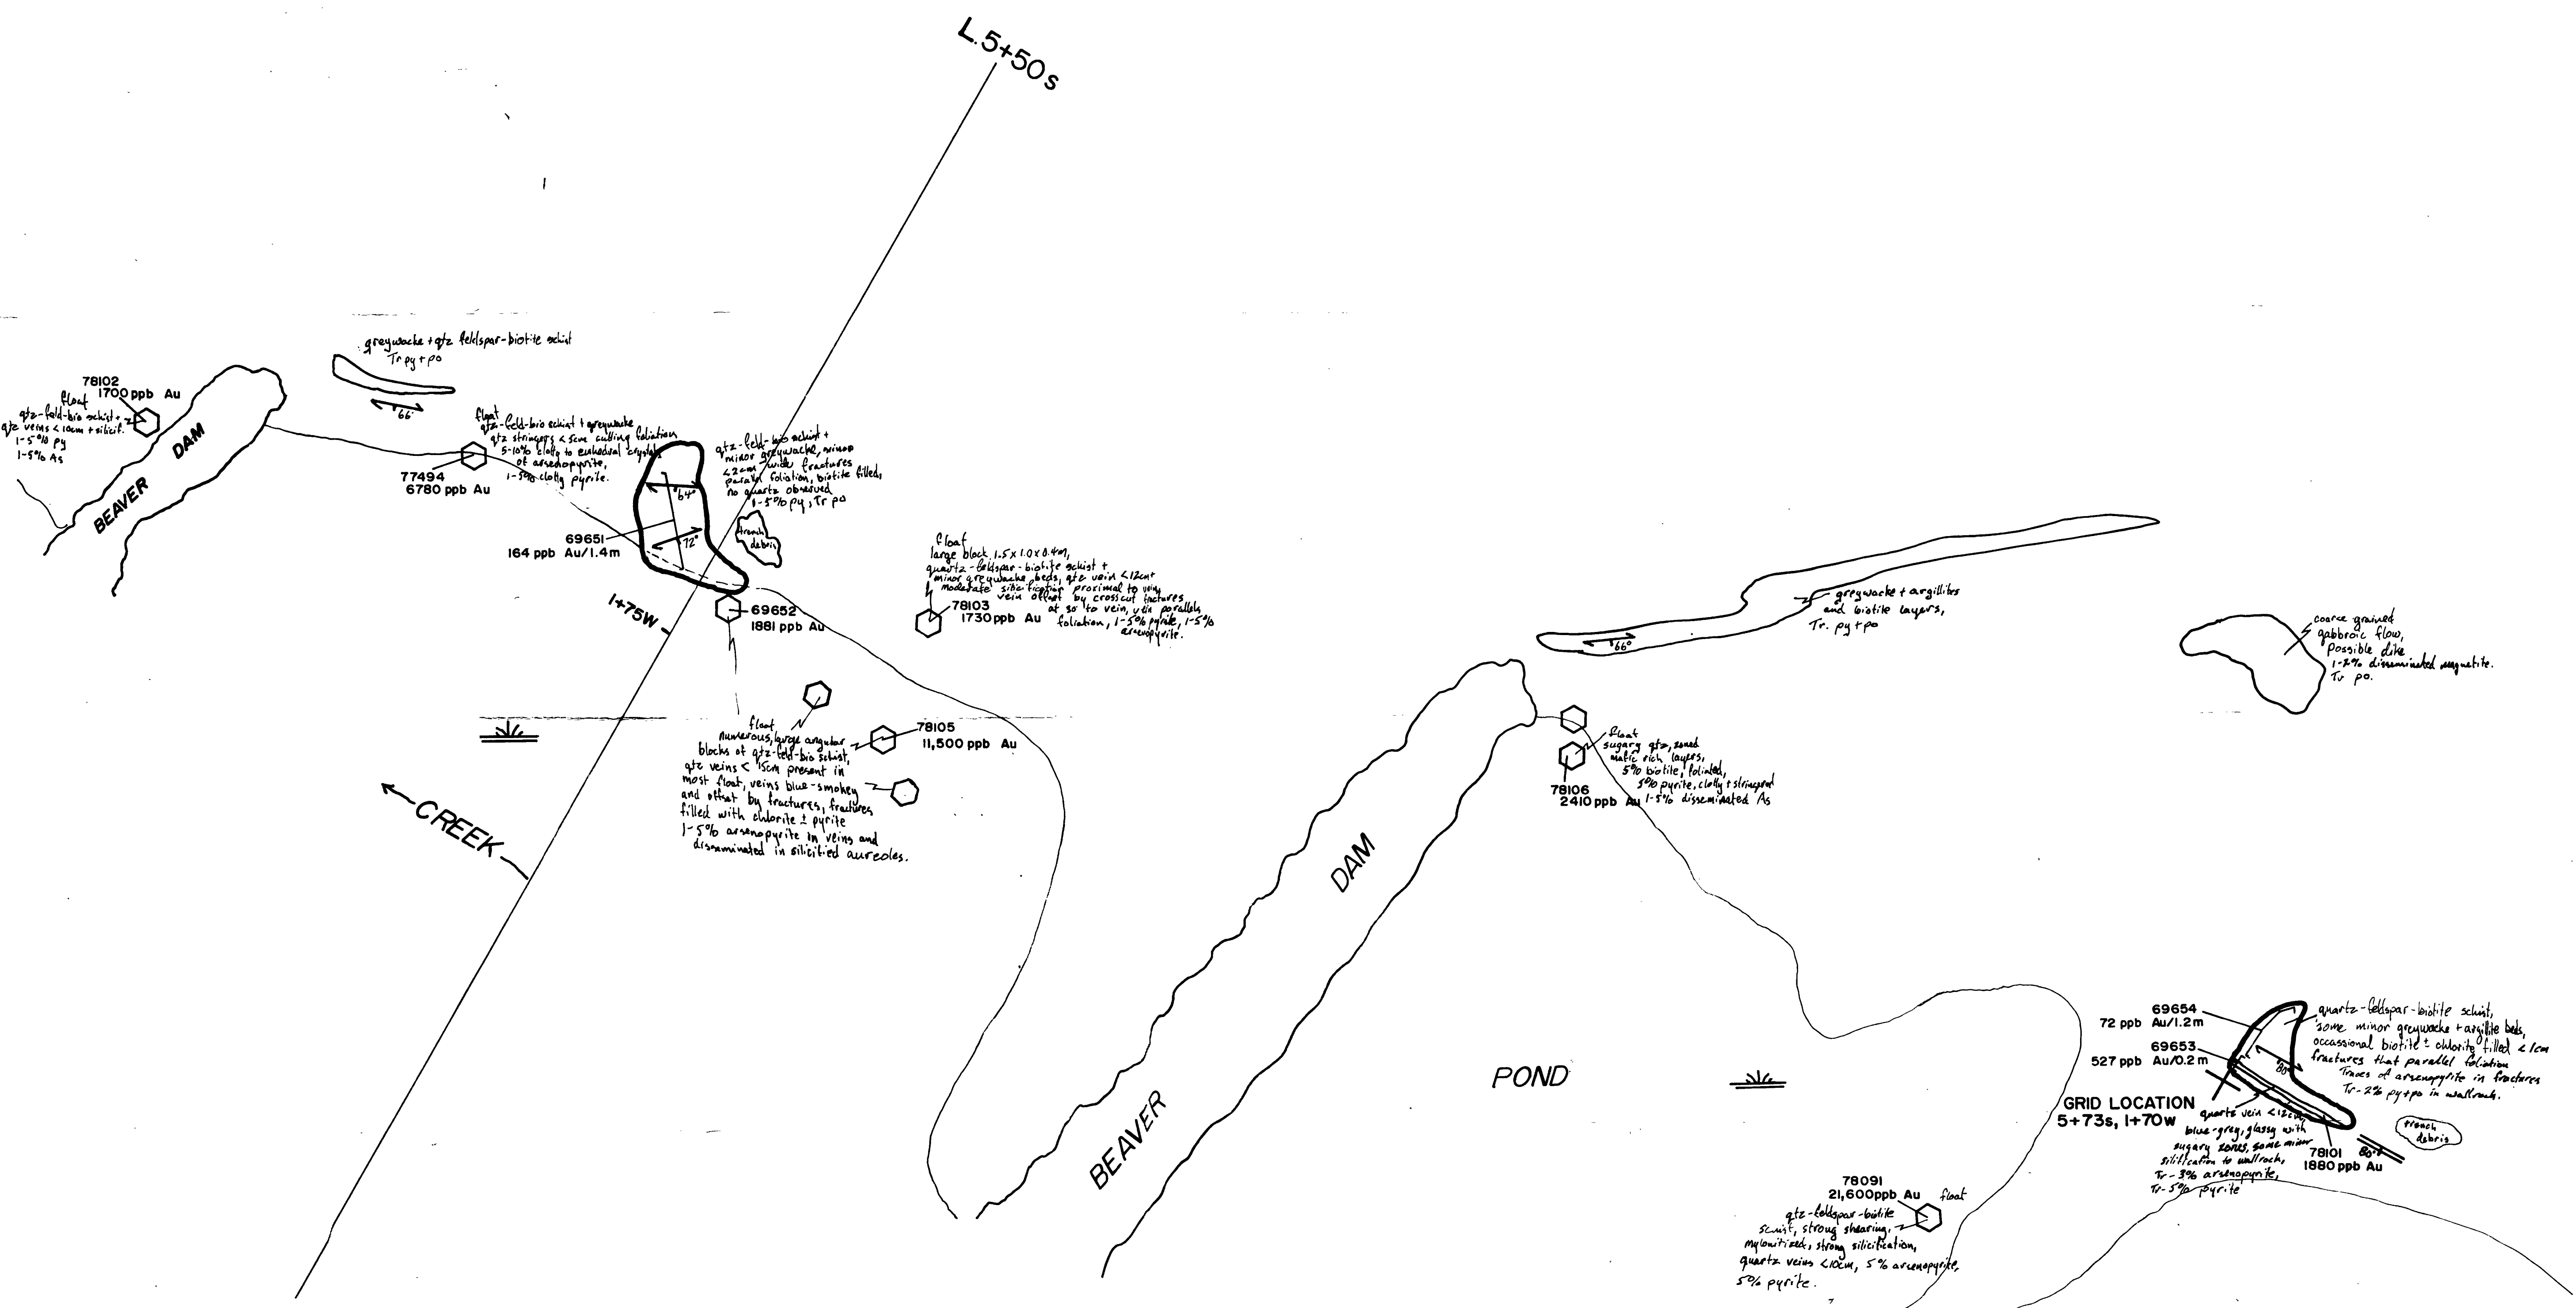 L.5+50s
greywacke + qtz feldspar-biotite schist
Tr py + po
66°
78102
1700 ppb Au
float
qtz-feld-bio schist +
qtz veins < 10cm + silicif.
1-5% py
1-5% As
BEAVER DAM
float
qtz-feld-bio schist + greywacke
qtz stringers < 5cm cutting foliation
5-10% clotty to euhedral crystals
of arsenopyrite,
1-5% clotty pyrite.
77494
6780 ppb Au
qtz-feld-bio schist +
minor greywacke, minor
<2cm wide fractures
parallel foliation, biotite filled,
no quartz observed
1-5% py, Tr po
64°
72°
trench
debris
69651
164 ppb Au/1.4m
1+75W
69652
1881 ppb Au
float
large block, 1.5 x 1.0 x 0.4m,
quartz-feldspar-biotite schist +
minor greywacke beds, qtz vein <12cm +
moderate silicification proximal to vein,
vein offset by crosscut fractures
at 30° to vein, vein parallels
foliation, 1-5% pyrite, 1-5%
arsenopyrite.
78103
1730 ppb Au
float
numerous, large angular
blocks of qtz-feld-bio schist,
qtz veins < 15cm present in
most float, veins blue-smokey
and offset by fractures, fractures
filled with chlorite ± pyrite
1-5% arsenopyrite in veins and
disseminated in silicified aureoles.
78105
11,500 ppb Au
CREEK
greywacke + argillites
and biotite layers,
Tr. py + po
66°
coarse grained
gabbroic flow,
possible dike
1-2% disseminated magnetite.
Tr po.
float
sugary qtz, zoned
mafic rich layers,
5% biotite, foliated,
5% pyrite, clotty + stringered
1-5% disseminated As
78106
2410 ppb Au
BEAVER DAM
POND
69654
72 ppb Au/1.2m
69653
527 ppb Au/0.2m
quartz-feldspar-biotite schist,
some minor greywacke + argillite beds,
occassional biotite ± chlorite filled <1cm
fractures that parallel foliation
Traces of arsenopyrite in fractures
Tr-2% py+po in wallrock.
80°
GRID LOCATION
5+73s, 1+70w
quartz vein <12cm,
blue-grey, glassy with
sugary zones, some minor
silification to wallrock,
Tr-3% arsenopyrite,
Tr-5% pyrite
trench
debris
80°
78101
1880 ppb Au
78091
21,600ppb Au
float
qtz-feldspar-biotite
schist, strong shearing,
mylonitized, strong silicification,
quartz veins <10cm, 5% arsenopyrite,
5% pyrite.